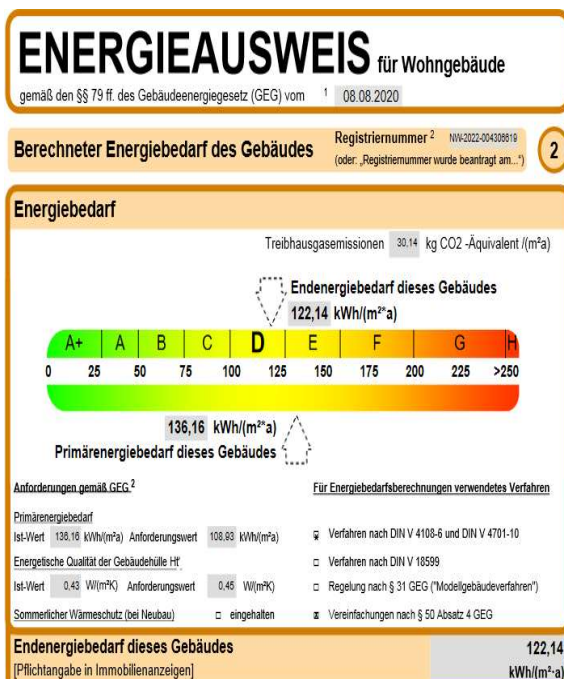 ENERGIEAUSWEIS für Wohngebäude
gemäß den §§ 79 ff. des Gebäudeenergiegesetz (GEG) vom 1 08.08.2020
Berechneter Energiebedarf des Gebäudes
Registriernummer 2 NW-2022-004306619
(oder: „Registriernummer wurde beantragt am...")
2
Energiebedarf
Treibhausgasemissionen 30,14 kg CO2 -Äquivalent /(m²a)
Endenergiebedarf dieses Gebäudes
122,14 kWh/(m²*a)
A+ A B C D E F G H
0 25 50 75 100 125 150 175 200 225 >250
136,16 kWh/(m²*a)
Primärenergiebedarf dieses Gebäudes
Anforderungen gemäß GEG 2
Primärenergiebedarf
Ist-Wert 136,16 kWh/(m²a) Anforderungswert 108,93 kWh/(m²a)
Energetische Qualität der Gebäudehülle Ht'
Ist-Wert 0,43 W/(m²K) Anforderungswert 0,45 W/(m²K)
Sommerlicher Wärmeschutz (bei Neubau) □ eingehalten
Für Energiebedarfsberechnungen verwendetes Verfahren
Verfahren nach DIN V 4108-6 und DIN V 4701-10
□ Verfahren nach DIN V 18599
□ Regelung nach § 31 GEG ("Modellgebäudeverfahren")
Vereinfachungen nach § 50 Absatz 4 GEG
Endenergiebedarf dieses Gebäudes
[Pflichtangabe in Immobilienanzeigen]
122,14
kWh/(m²·a)